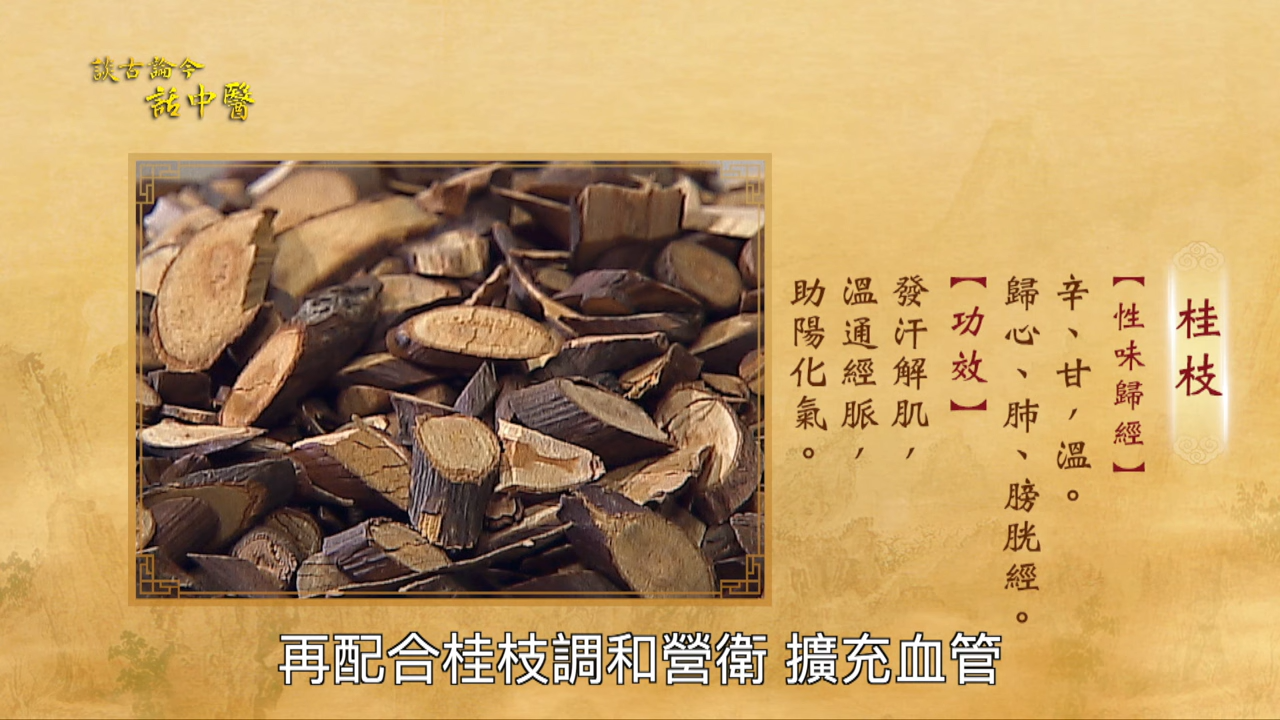 談古論今
話中醫
桂枝
【性味歸經】
辛、甘，溫。
歸心、肺、膀胱經。
【功效】
發汗解肌，
溫通經脈，
助陽化氣。
再配合桂枝調和營衛 擴充血管